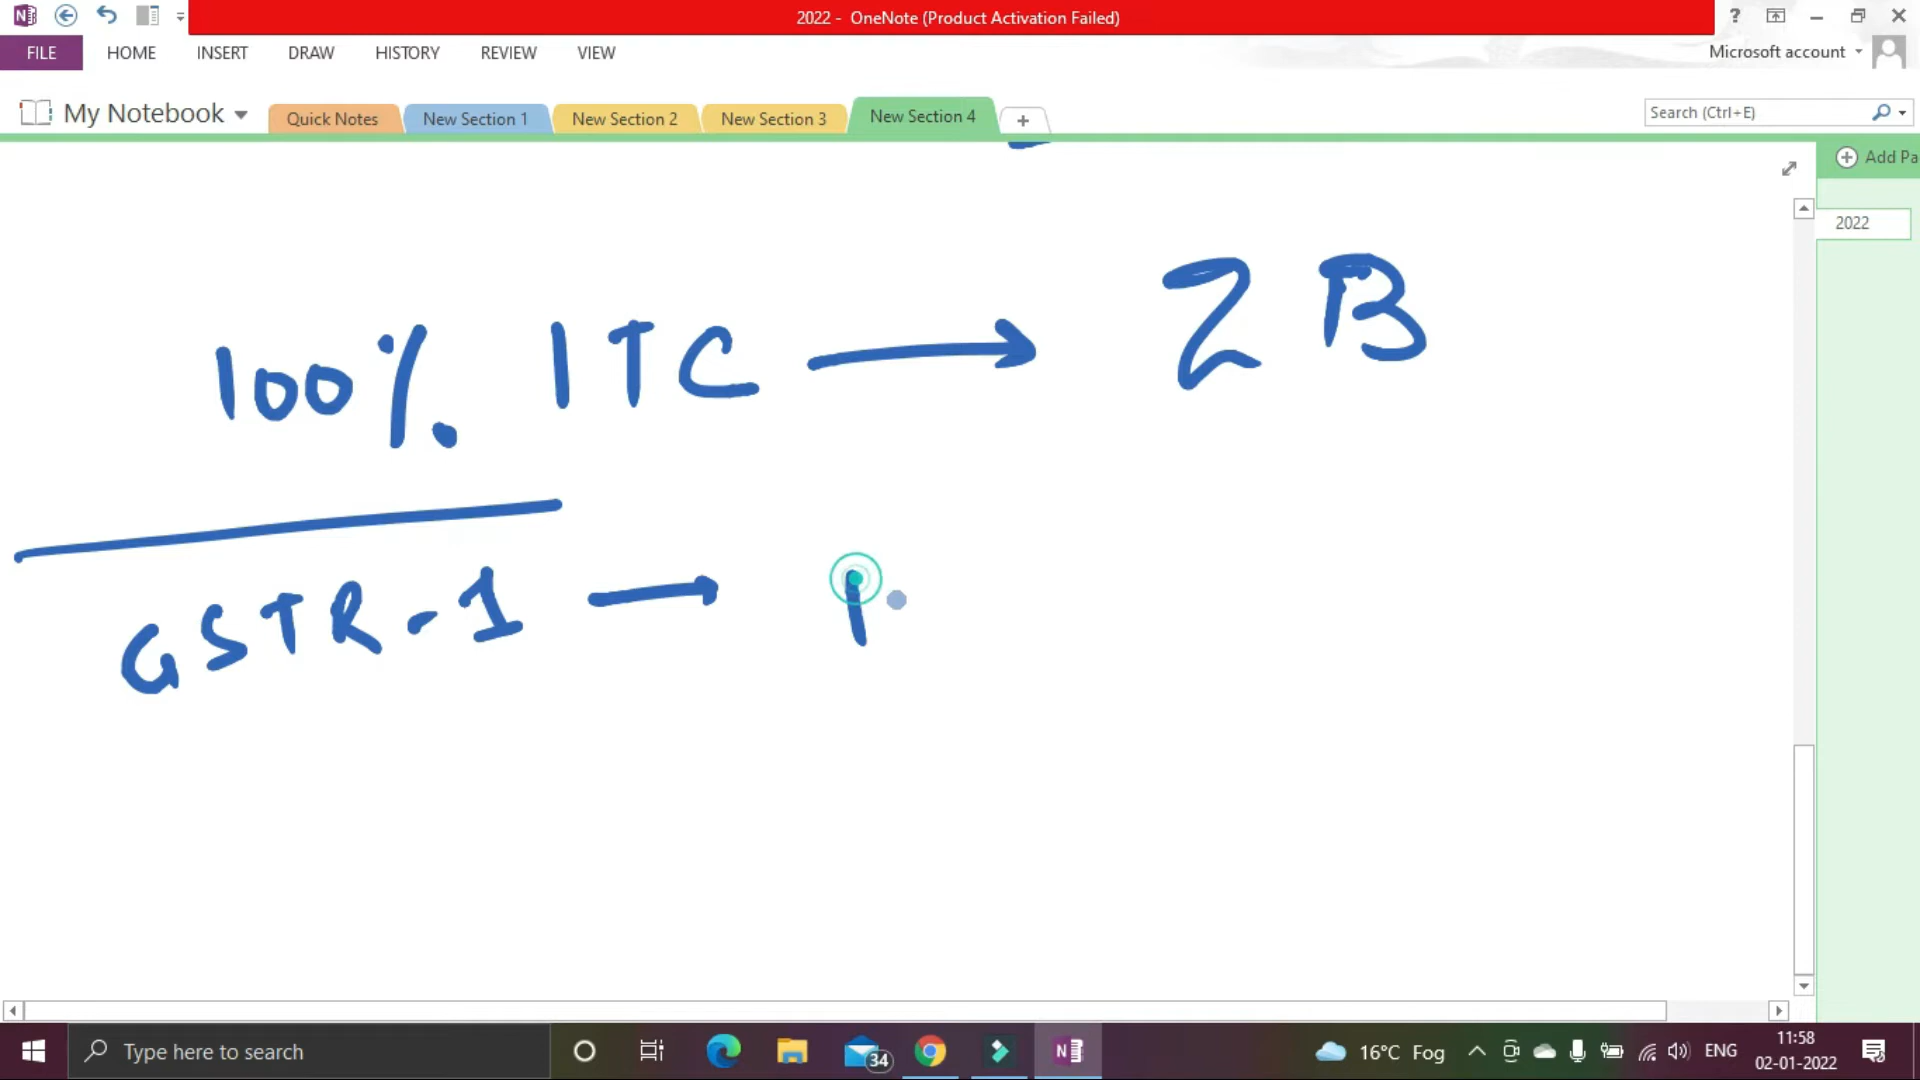 2022 - OneNote (Product Activation Failed)
?
FILE HOME INSERT DRAW HISTORY REVIEW VIEW
Microsoft account
My Notebook
Quick Notes New Section 1 New Section 2 New Section 3 New Section 4 +
Search (Ctrl+E)
Add Pa
2022
100% ITC → 2B
GSTR-1 →
Type here to search
34
N
16°C Fog
ENG
11:58
02-01-2022